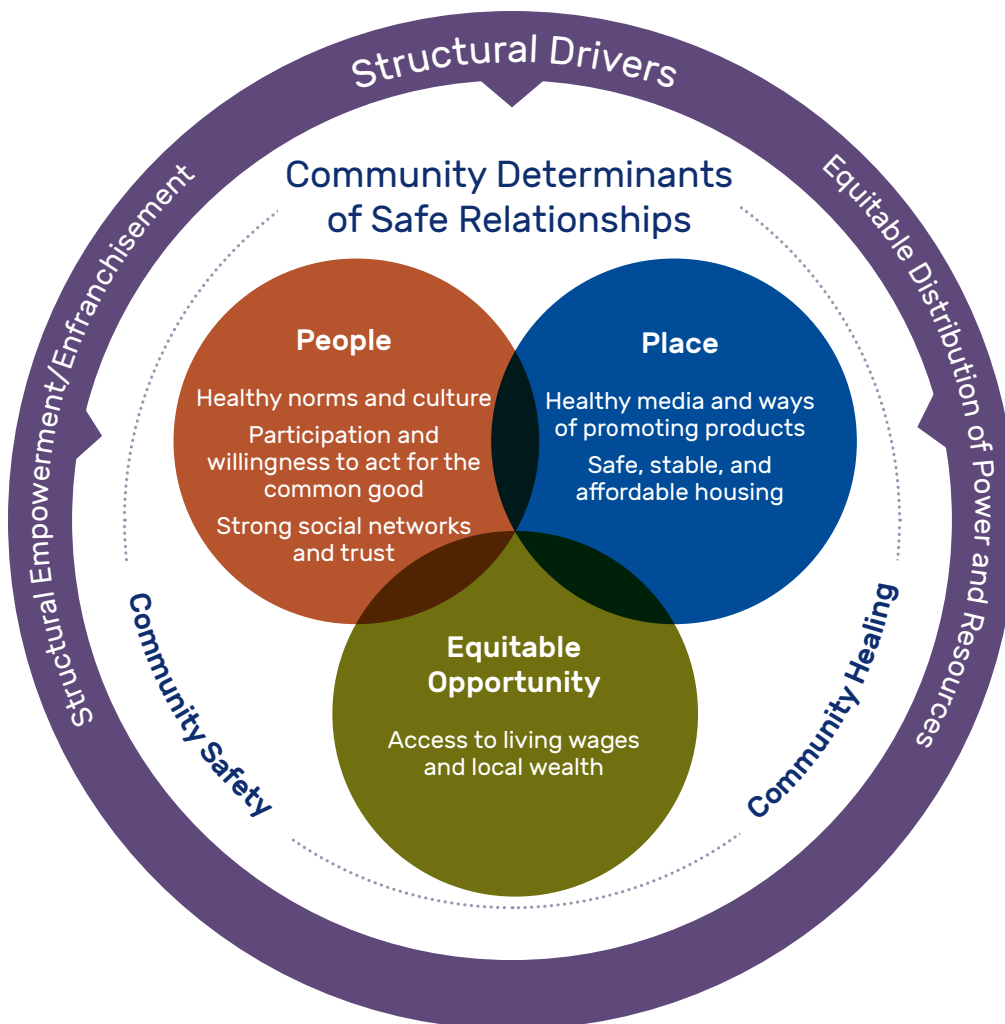 Structural Drivers
Structural Empowerment/Enfranchisement
Equitable Distribution of Power and Resources
Community Determinants
of Safe Relationships
People
Healthy norms and culture
Participation and
willingness to act for the
common good
Strong social networks
and trust
Place
Healthy media and ways
of promoting products
Safe, stable, and
affordable housing
Equitable
Opportunity
Access to living wages
and local wealth
Community Safety
Community Healing